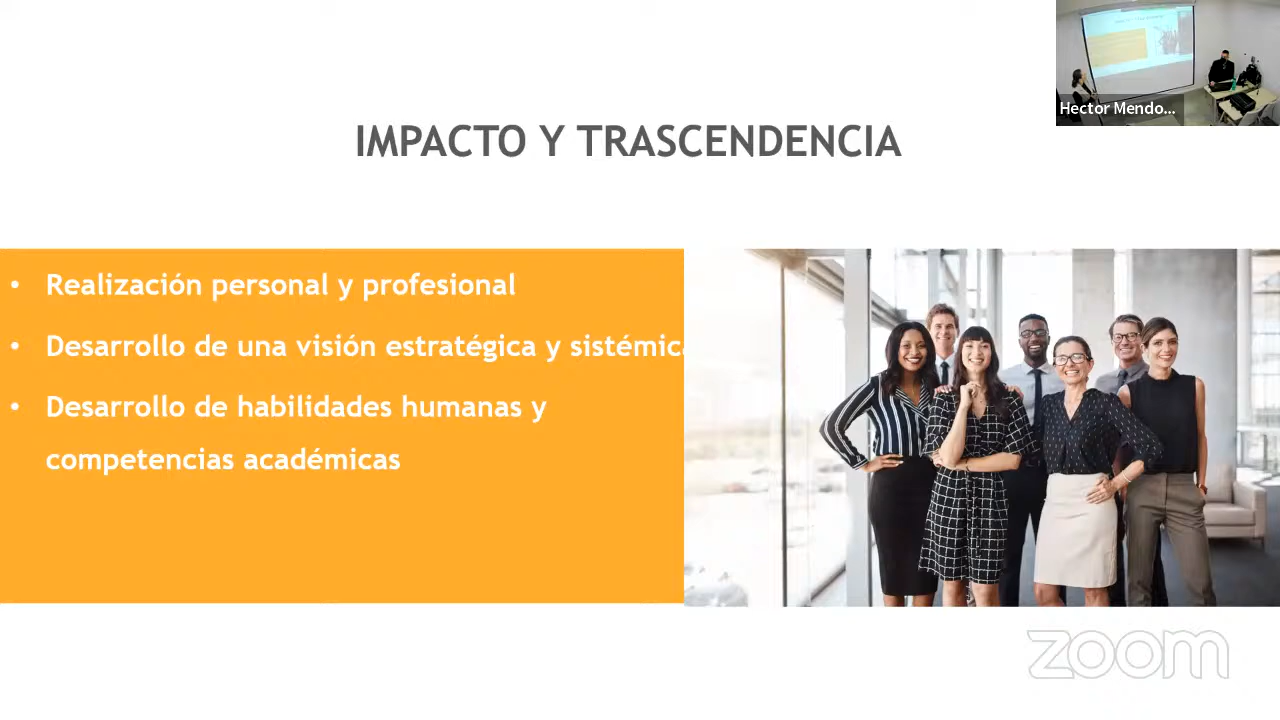 Hector Mendo...
IMPACTO Y TRASCENDENCIA
• Realización personal y profesional
• Desarrollo de una visión estratégica y sistémica
• Desarrollo de habilidades humanas y
competencias académicas
zoom